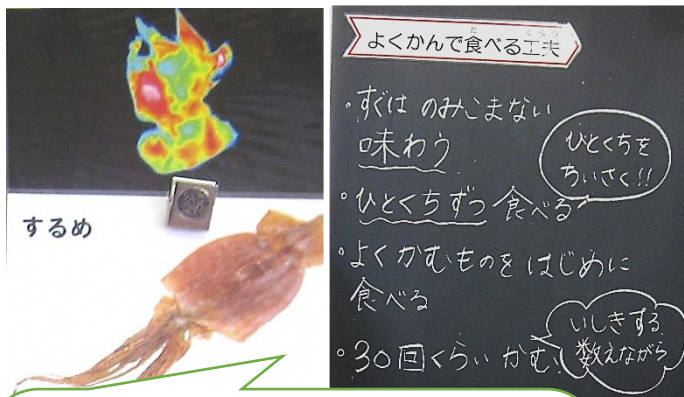 するめ
よくかんで食べる工夫
・すぐは のみこまない
味わう
ひとくちを
ちいさく!!
・ひとくちずつ 食べる
・よくかむものを はじめに
食べる
・30回くらい かむ
いしきする
数えながら